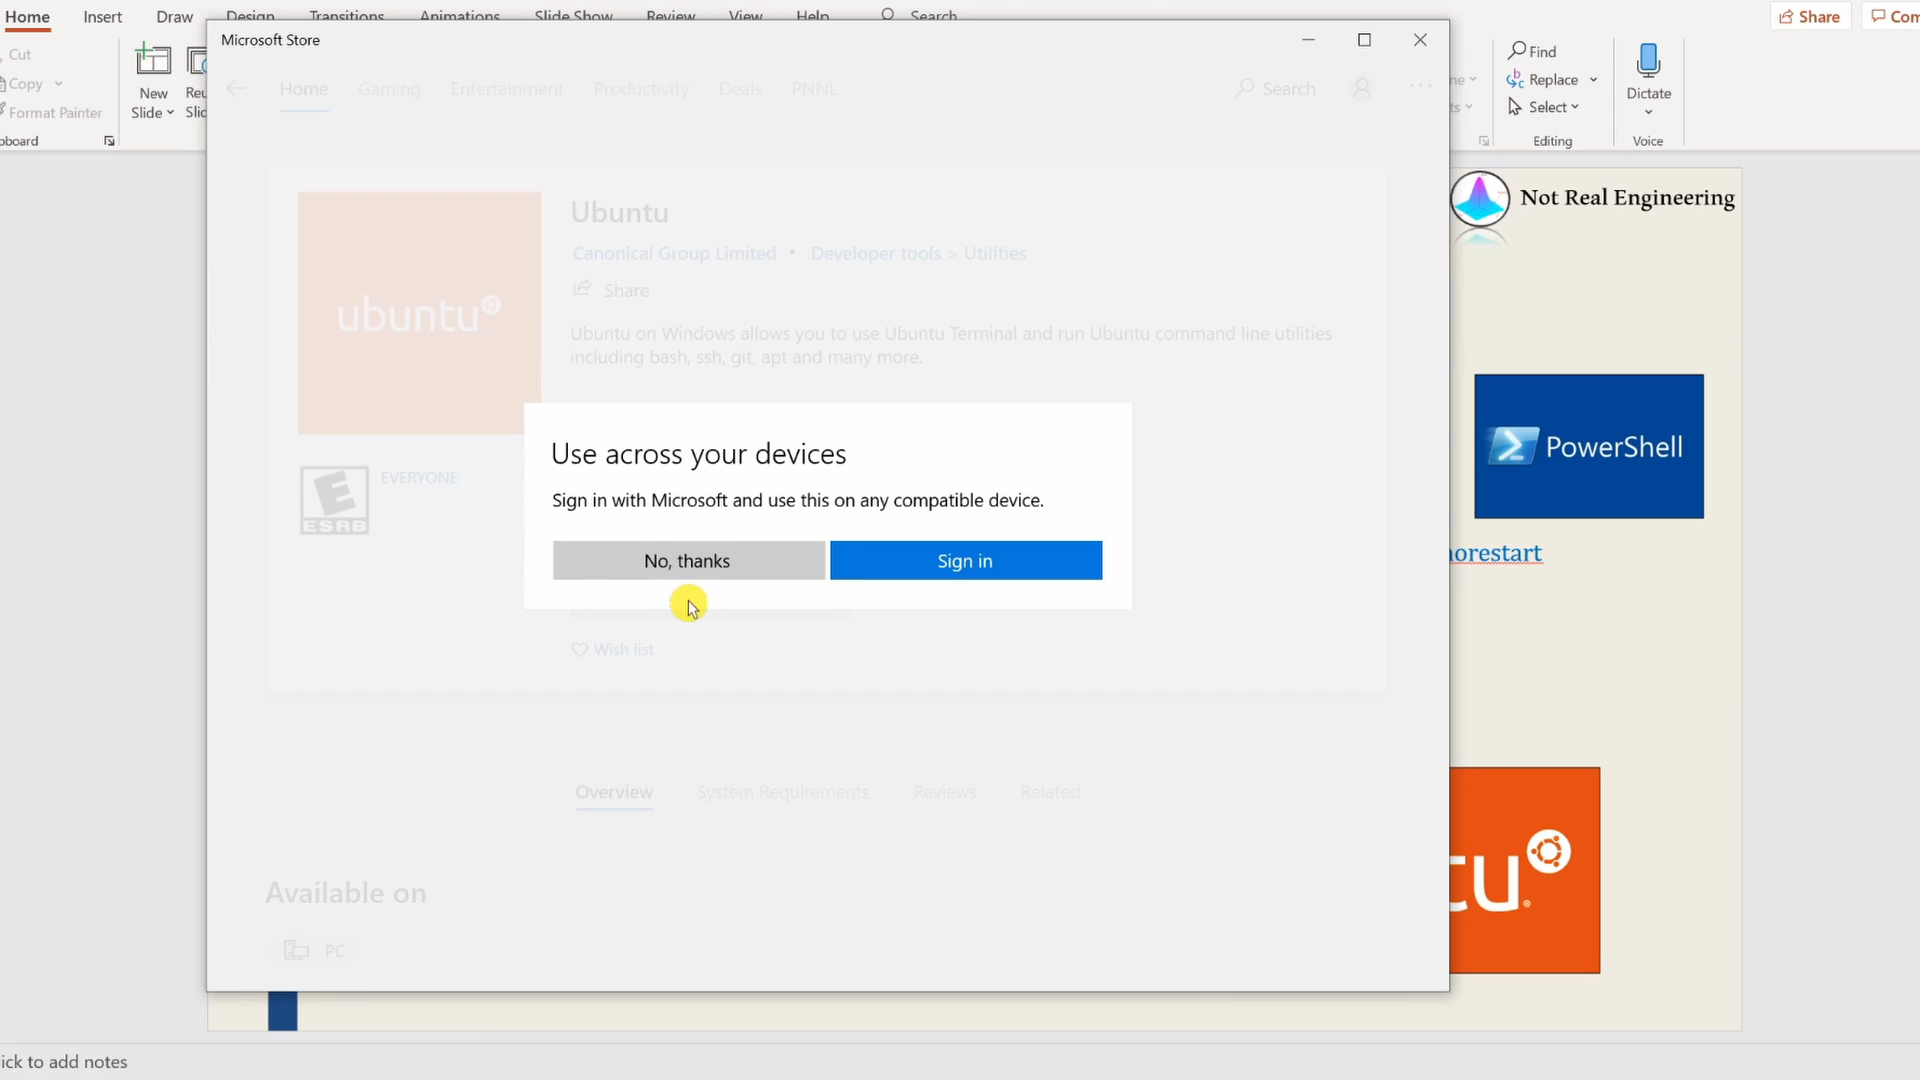 Home Insert Draw Design Transitions Animations Slide Show Review View Help Search Share Com
Cut
Copy
Format Painter
pboard
New
Slide
Reu
Slid
Find
Replace
Select
Editing
Dictate
Voice
Microsoft Store
Home Gaming Entertainment Productivity Deals PNNL Search
Ubuntu
Canonical Group Limited • Developer tools > Utilities
Share
Ubuntu on Windows allows you to use Ubuntu Terminal and run Ubuntu command line utilities
including bash, ssh, git, apt and many more.
ubuntu
E
ESRB
EVERYONE
Use across your devices
Sign in with Microsoft and use this on any compatible device.
No, thanks Sign in
Wish list
Overview System Requirements Reviews Related
Available on
PC
Not Real Engineering
PowerShell
norestart
tu
ick to add notes